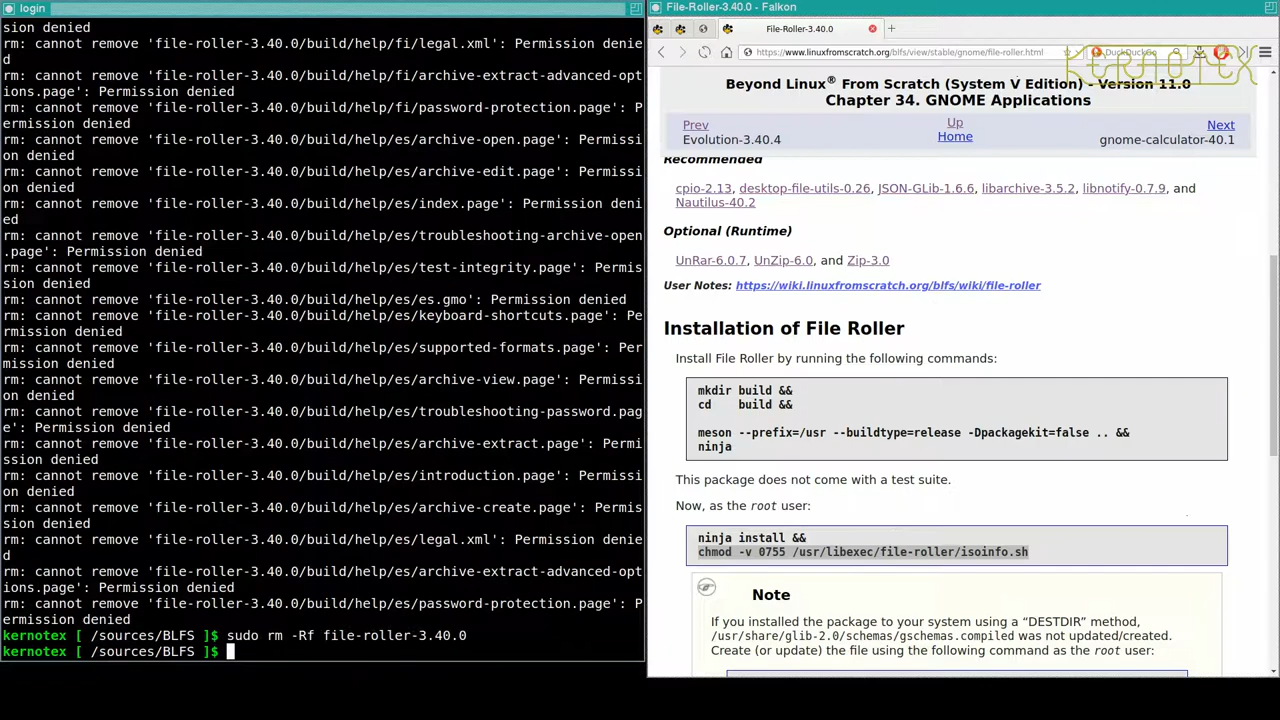 login
sion denied
rm: cannot remove 'file-roller-3.40.0/build/help/fi/legal.xml': Permission denie
d
rm: cannot remove 'file-roller-3.40.0/build/help/fi/archive-extract-advanced-opt
ions.page': Permission denied
rm: cannot remove 'file-roller-3.40.0/build/help/fi/password-protection.page': P
ermission denied
rm: cannot remove 'file-roller-3.40.0/build/help/es/archive-open.page': Permissi
on denied
rm: cannot remove 'file-roller-3.40.0/build/help/es/archive-edit.page': Permissi
on denied
rm: cannot remove 'file-roller-3.40.0/build/help/es/index.page': Permission deni
ed
rm: cannot remove 'file-roller-3.40.0/build/help/es/troubleshooting-archive-open
.page': Permission denied
rm: cannot remove 'file-roller-3.40.0/build/help/es/test-integrity.page': Permis
sion denied
rm: cannot remove 'file-roller-3.40.0/build/help/es/es.gmo': Permission denied
rm: cannot remove 'file-roller-3.40.0/build/help/es/keyboard-shortcuts.page': Pe
rmission denied
rm: cannot remove 'file-roller-3.40.0/build/help/es/supported-formats.page': Per
mission denied
rm: cannot remove 'file-roller-3.40.0/build/help/es/archive-view.page': Permissi
on denied
rm: cannot remove 'file-roller-3.40.0/build/help/es/troubleshooting-password.pag
e': Permission denied
rm: cannot remove 'file-roller-3.40.0/build/help/es/archive-extract.page': Permi
ssion denied
rm: cannot remove 'file-roller-3.40.0/build/help/es/introduction.page': Permissi
on denied
rm: cannot remove 'file-roller-3.40.0/build/help/es/archive-create.page': Permis
sion denied
rm: cannot remove 'file-roller-3.40.0/build/help/es/legal.xml': Permission denie
d
rm: cannot remove 'file-roller-3.40.0/build/help/es/archive-extract-advanced-opt
ions.page': Permission denied
rm: cannot remove 'file-roller-3.40.0/build/help/es/password-protection.page': P
ermission denied
kernotex [ /sources/BLFS ]$ sudo rm -Rf file-roller-3.40.0
kernotex [ /sources/BLFS ]$
File-Roller-3.40.0 - Falkon
File-Roller-3.40.0
https://www.linuxfromscratch.org/blfs/view/stable/gnome/file-roller.html
DuckDuckGo
KERNOTEX
Beyond Linux® From Scratch (System V Edition) - Version 11.0
Chapter 34. GNOME Applications
Prev Up Next
Evolution-3.40.4 Home gnome-calculator-40.1
Recommended
cpio-2.13, desktop-file-utils-0.26, JSON-GLib-1.6.6, libarchive-3.5.2, libnotify-0.7.9, and
Nautilus-40.2
Optional (Runtime)
UnRar-6.0.7, UnZip-6.0, and Zip-3.0
User Notes: https://wiki.linuxfromscratch.org/blfs/wiki/file-roller
Installation of File Roller
Install File Roller by running the following commands:
mkdir build &&
cd    build &&
meson --prefix=/usr --buildtype=release -Dpackagekit=false .. &&
ninja
This package does not come with a test suite.
Now, as the root user:
ninja install &&
chmod -v 0755 /usr/libexec/file-roller/isoinfo.sh
Note
If you installed the package to your system using a “DESTDIR” method,
/usr/share/glib-2.0/schemas/gschemas.compiled was not updated/created.
Create (or update) the file using the following command as the root user: